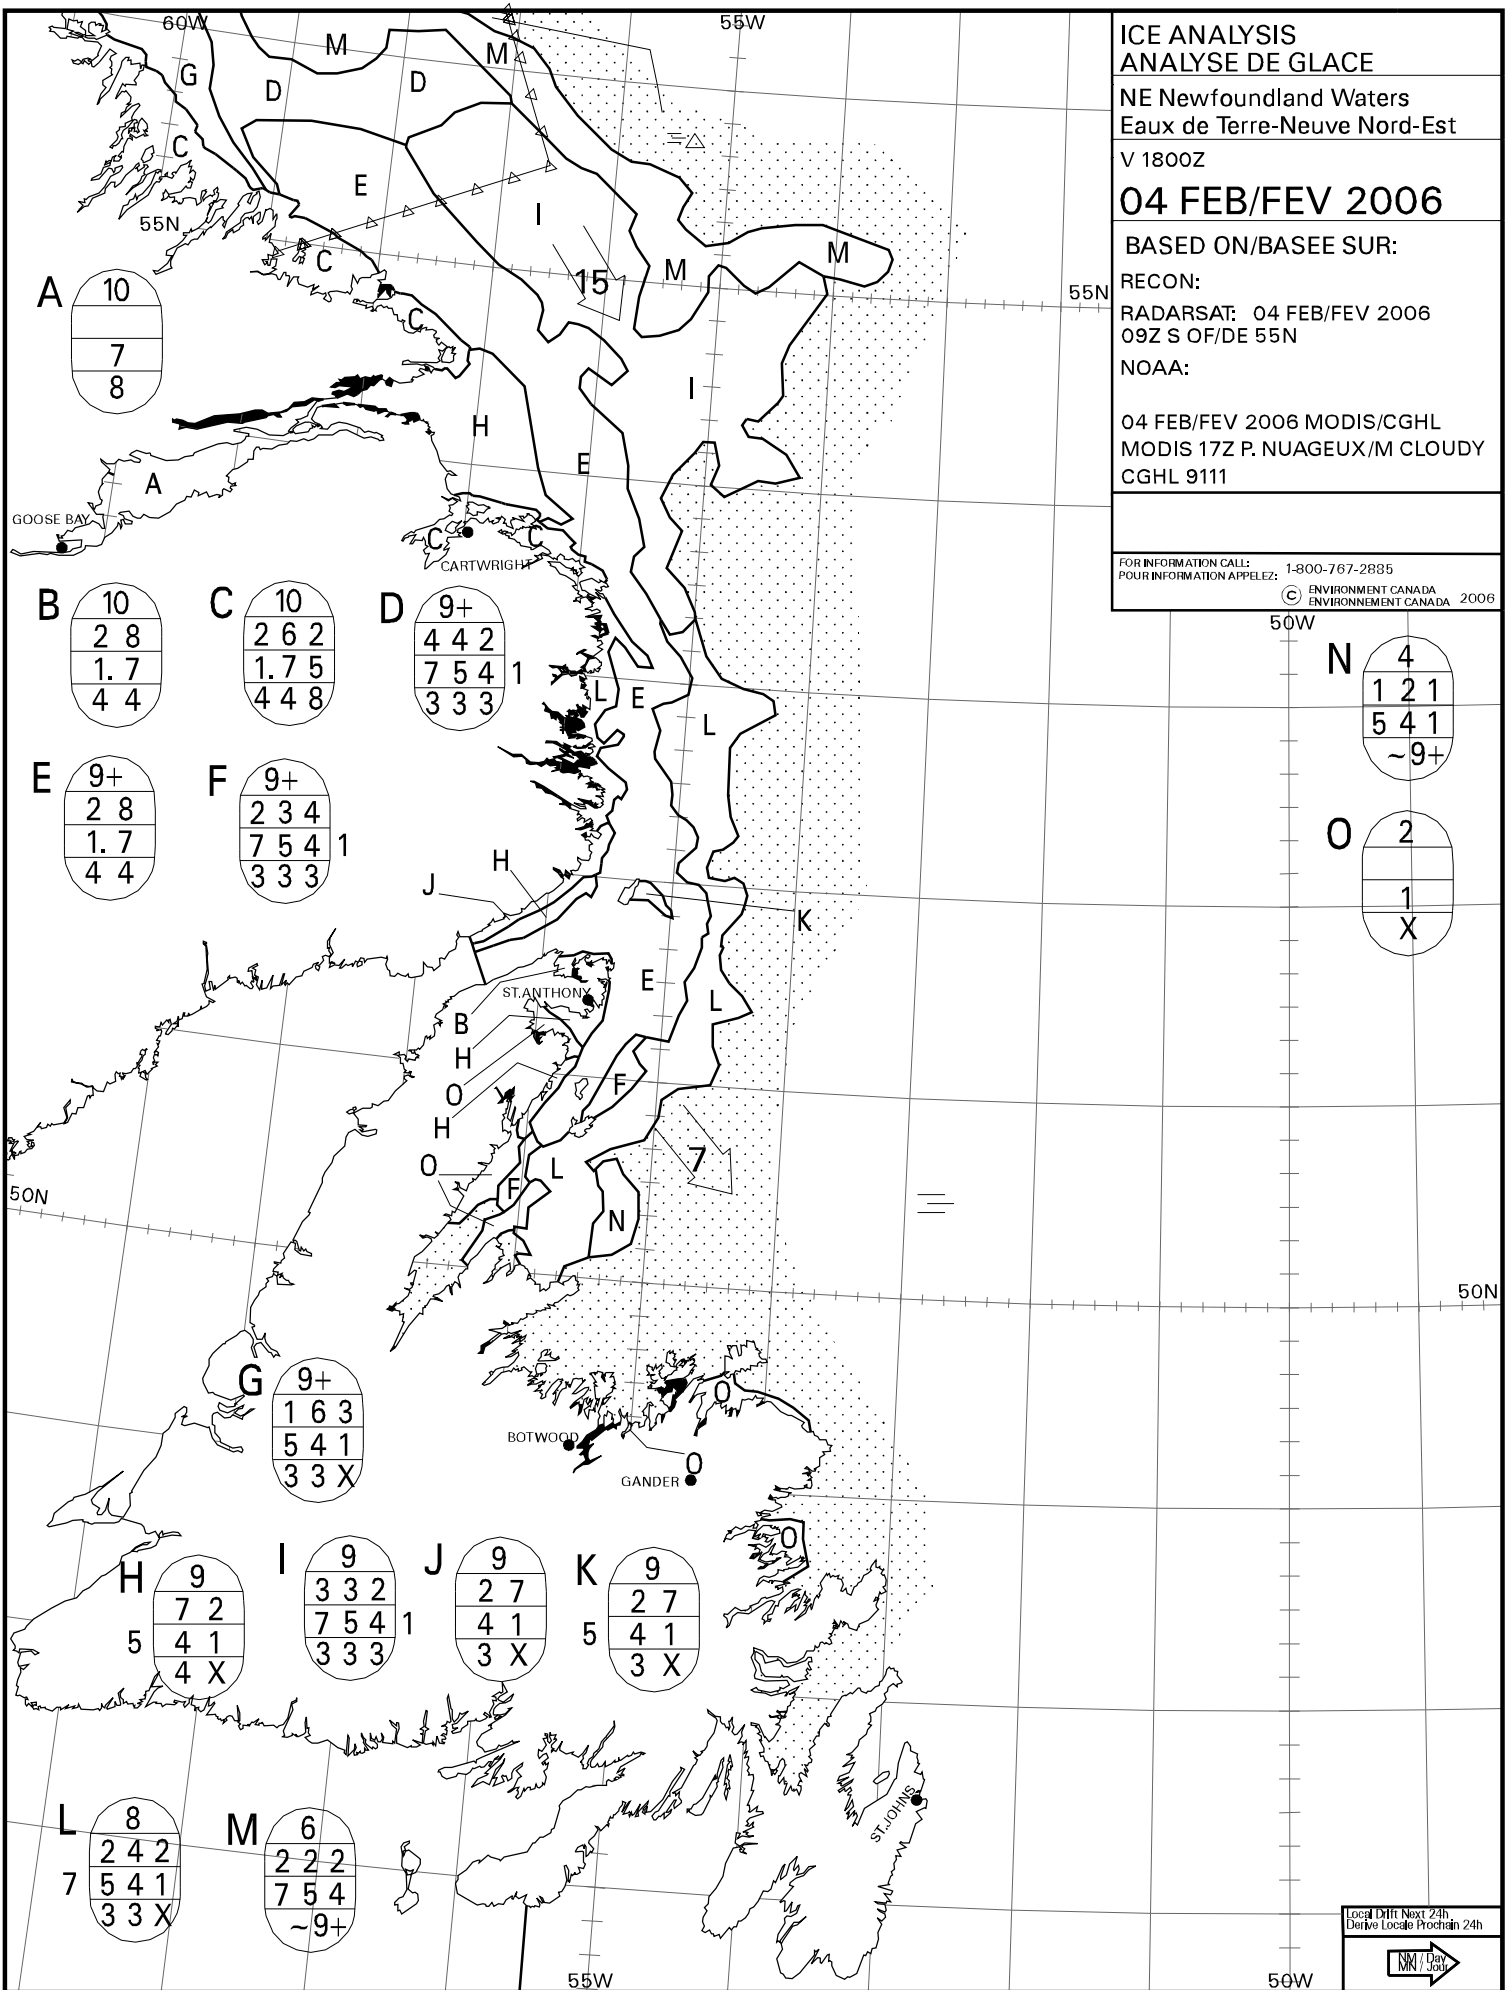 60W
55W
ICE ANALYSIS
ANALYSE DE GLACE
NE Newfoundland Waters
Eaux de Terre-Neuve Nord-Est
V 1800Z
04 FEB/FEV 2006
BASED ON/BASEE SUR:
RECON:
RADARSAT: 04 FEB/FEV 2006
09Z S OF/DE 55N
NOAA:
04 FEB/FEV 2006 MODIS/CGHL
MODIS 17Z P. NUAGEUX/M CLOUDY
CGHL 9111
FOR INFORMATION CALL:
POUR INFORMATION APPELEZ: 1-800-767-2885
© ENVIRONMENT CANADA
ENVIRONNEMENT CANADA 2006
M
M
G
D
D
C
E
I
55N
C
M
M
15
55N
C
I
H
E
A
GOOSE BAY
C
C
CARTWRIGHT
A
10
7
8
B
10
2 8
1. 7
4 4
C
10
2 6 2
1. 7 5
4 4 8
D
9+
4 4 2
7 5 4 1
3 3 3
E
9+
2 8
1. 7
4 4
F
9+
2 3 4
7 5 4 1
3 3 3
50W
N
4
1 2 1
5 4 1
~9+
O
2
1
X
L
E
L
H
J
K
E
L
ST.ANTHONY
B
H
O
F
H
O
L
7
F
N
50N
50N
G
9+
1 6 3
5 4 1
3 3 X
O
BOTWOOD
O
GANDER
O
H
9
7 2
5 4 1
4 X
I
9
3 3 2
7 5 4 1
3 3 3
J
9
2 7
4 1
3 X
K
9
2 7
5 4 1
3 X
ST.JOHNS
L
8
2 4 2
7 5 4 1
3 3 X
M
6
2 2 2
7 5 4
~9+
55W
50W
Local Drift Next 24h
Derive Locale Prochain 24h
NM / Day
MN / Jour